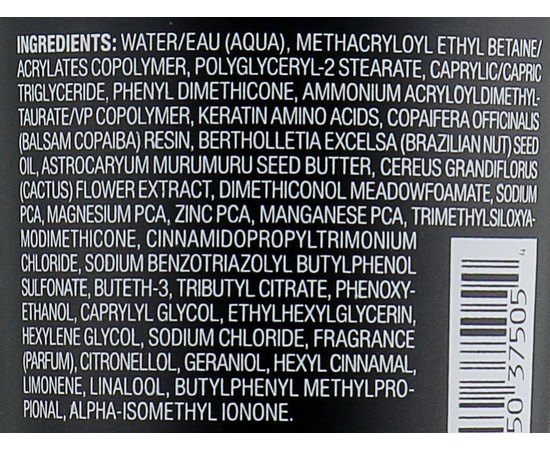 INGREDIENTS: WATER/EAU (AQUA), METHACRYLOYL ETHYL BETAINE/
ACRYLATES COPOLYMER, POLYGLYCERYL-2 STEARATE, CAPRYLIC/CAPRIC
TRIGLYCERIDE, PHENYL DIMETHICONE, AMMONIUM ACRYLOYLDIMETHYL-
TAURATE/VP COPOLYMER, KERATIN AMINO ACIDS, COPAIFERA OFFICINALIS
(BALSAM COPAIBA) RESIN, BERTHOLLETIA EXCELSA (BRAZILIAN NUT) SEED
OIL, ASTROCARYUM MURUMURU SEED BUTTER, CEREUS GRANDIFLORUS
(CACTUS) FLOWER EXTRACT, DIMETHICONOL MEADOWFOAMATE, SODIUM
PCA, MAGNESIUM PCA, ZINC PCA, MANGANESE PCA, TRIMETHYLSILOXYA-
MODIMETHICONE, CINNAMIDOPROPYLTRIMONIUM
CHLORIDE, SODIUM BENZOTRIAZOLYL BUTYLPHENOL
SULFONATE, BUTETH-3, TRIBUTYL CITRATE, PHENOXY-
ETHANOL, CAPRYLYL GLYCOL, ETHYLHEXYLGLYCERIN,
HEXYLENE GLYCOL, SODIUM CHLORIDE, FRAGRANCE
(PARFUM), CITRONELLOL, GERANIOL, HEXYL CINNAMAL,
LIMONENE, LINALOOL, BUTYLPHENYL METHYLPRO-
PIONAL, ALPHA-ISOMETHYL IONONE.
50 37505 4